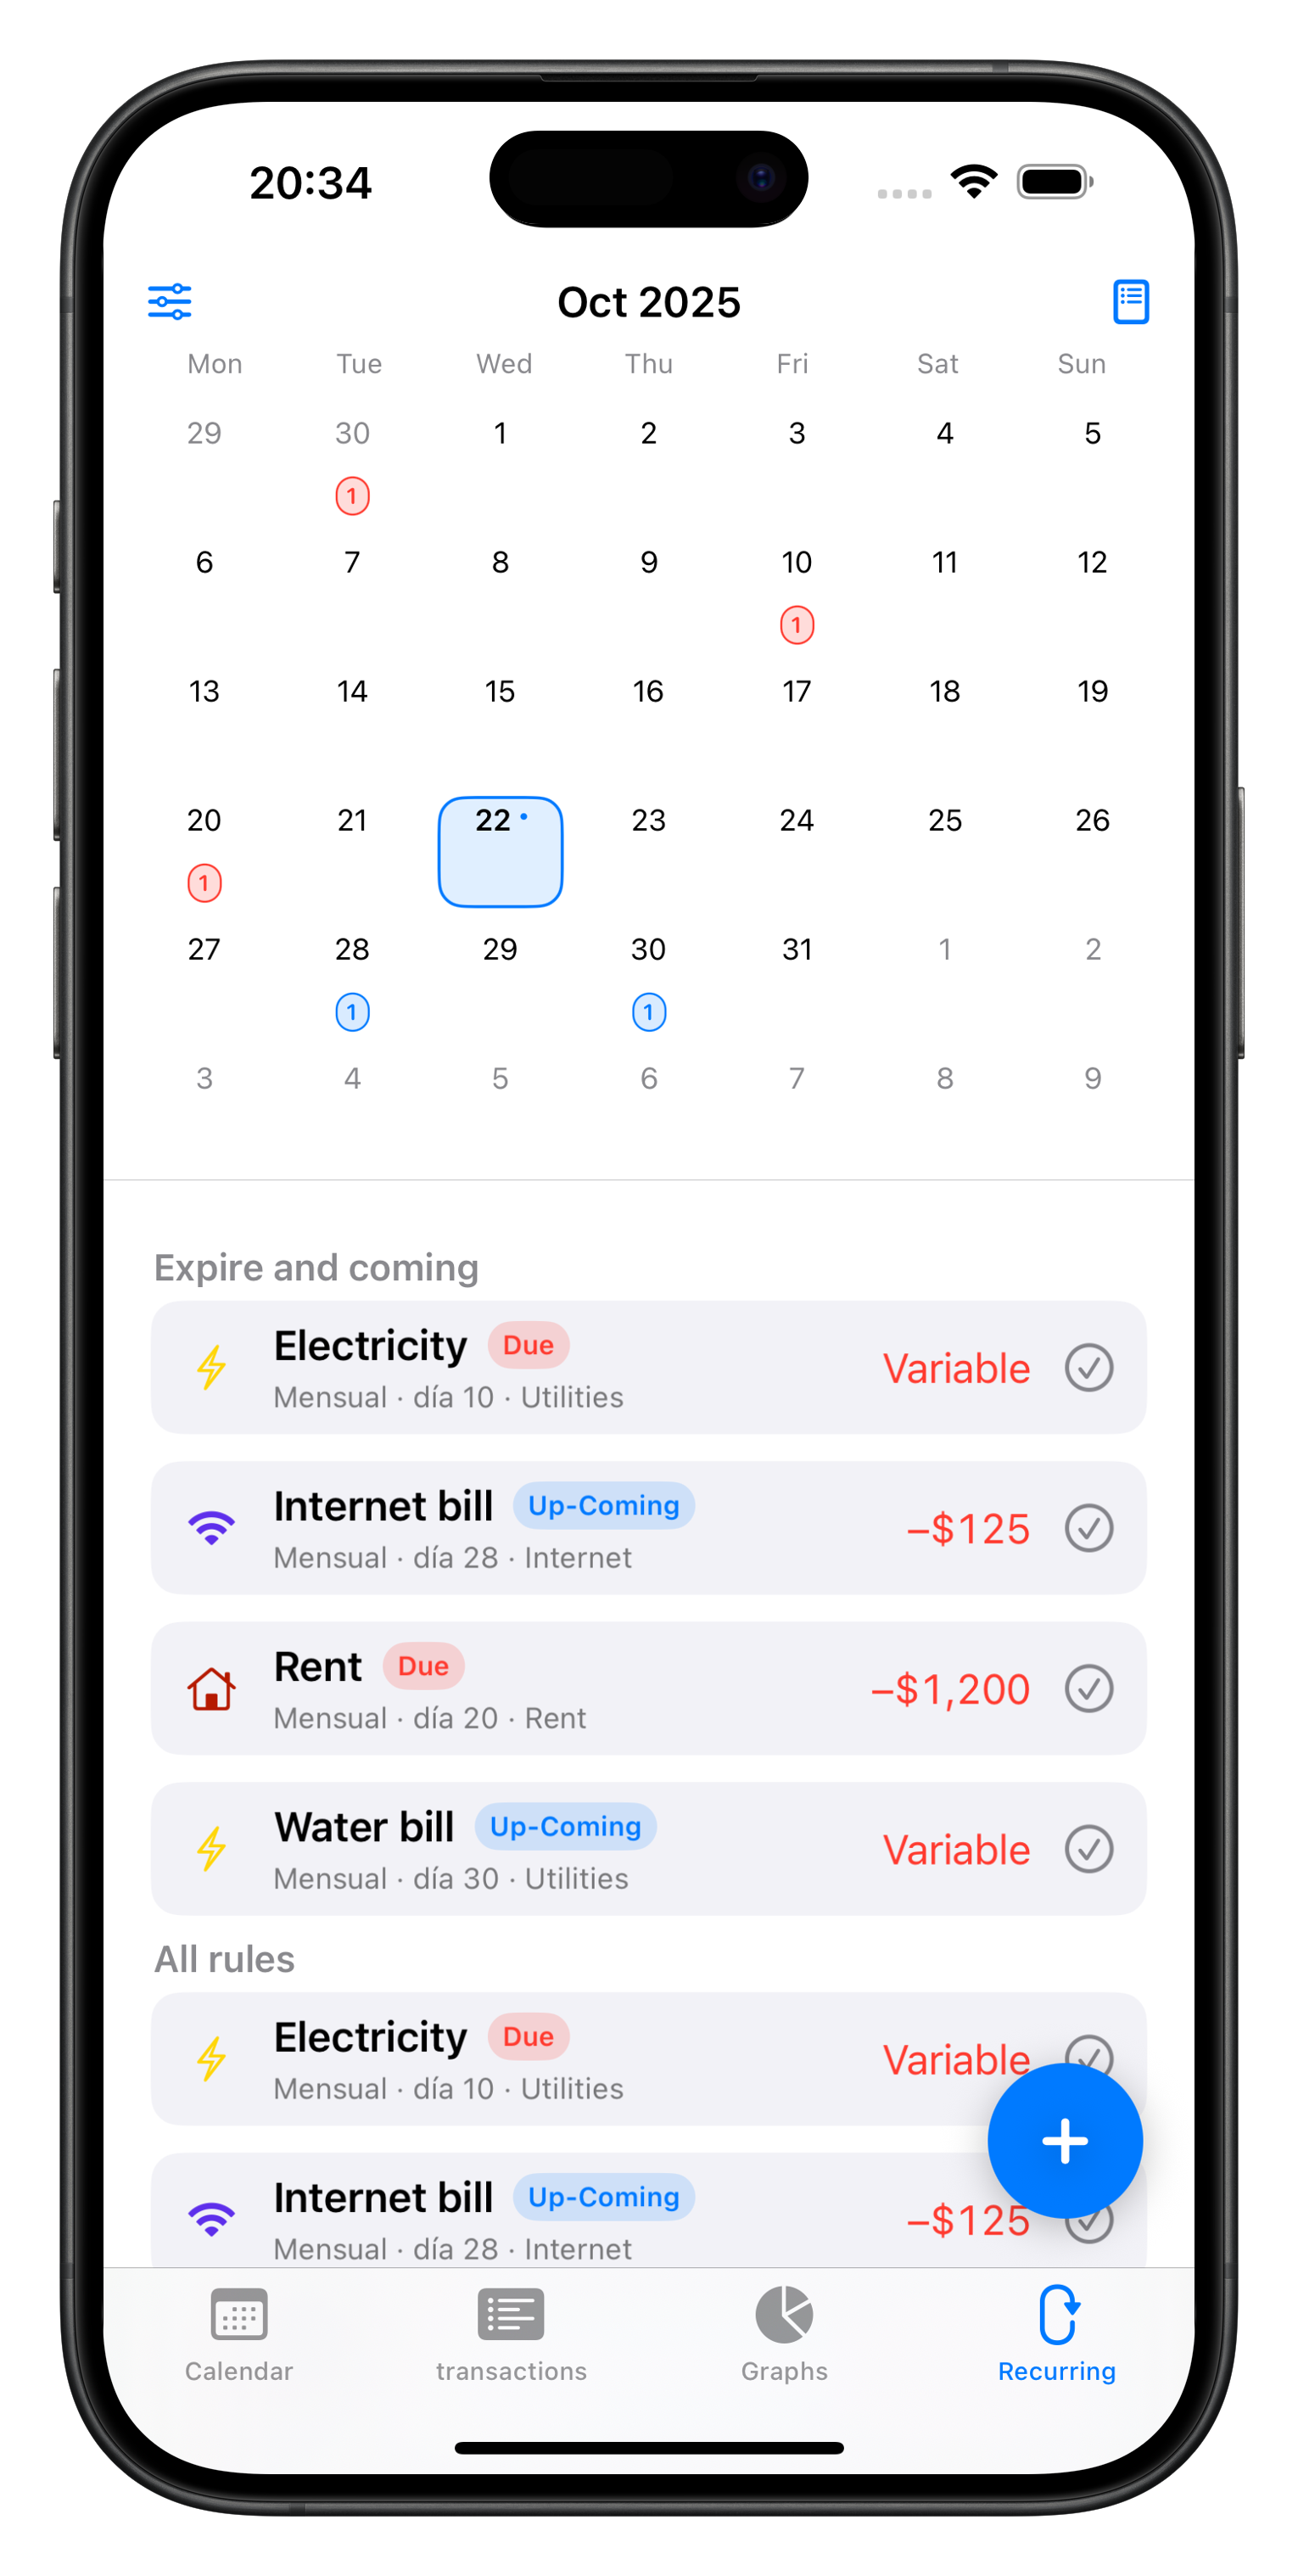 20:34
Oct 2025
Mon Tue Wed Thu Fri Sat Sun
29 30 1 2 3 4 5
1
6 7 8 9 10 11 12
1
13 14 15 16 17 18 19
20 21 22 23 24 25 26
1
27 28 29 30 31 1 2
1 1
3 4 5 6 7 8 9
Expire and coming
Electricity Due
Mensual · día 10 · Utilities
Variable
Internet bill Up-Coming
Mensual · día 28 · Internet
–$125
Rent Due
Mensual · día 20 · Rent
–$1,200
Water bill Up-Coming
Mensual · día 30 · Utilities
Variable
All rules
Electricity Due
Mensual · día 10 · Utilities
Variable
Internet bill Up-Coming
Mensual · día 28 · Internet
–$125
Calendar transactions Graphs Recurring